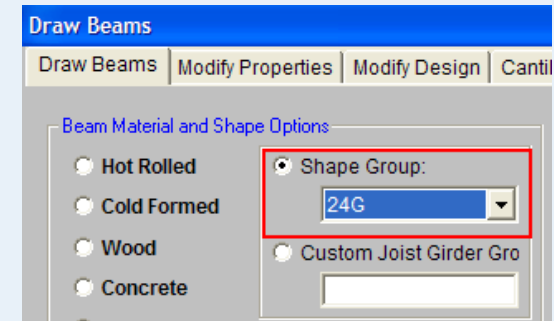 Draw Beams
Draw Beams Modify Properties Modify Design Cantil
Beam Material and Shape Options
Hot Rolled
Shape Group:
Cold Formed
24G
Wood
Custom Joist Girder Gro
Concrete